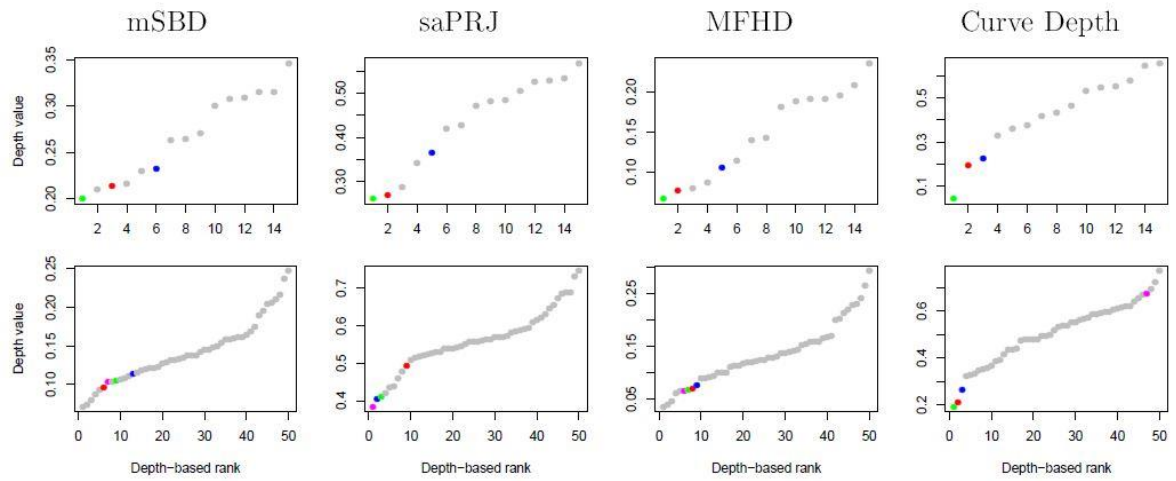 mSBD saPRJ MFHD Curve Depth
Depth value
0.20 0.25 0.30 0.35
2 4 6 8 10 12 14
0.30 0.40 0.50
2 4 6 8 10 12 14
0.10 0.15 0.20
2 4 6 8 10 12 14
0.1 0.3 0.5
2 4 6 8 10 12 14
Depth value
0.10 0.15 0.20 0.25
0 10 20 30 40 50
Depth-based rank
0.4 0.5 0.6 0.7
0 10 20 30 40 50
Depth-based rank
0.05 0.15 0.25
0 10 20 30 40 50
Depth-based rank
0.2 0.4 0.6
0 10 20 30 40 50
Depth-based rank